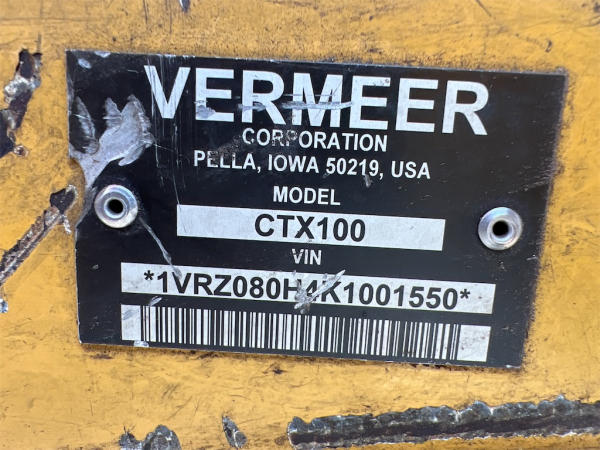 VERMEER
CORPORATION
PELLA, IOWA 50219, USA
MODEL
CTX100
VIN
*1VRZ080H4K1001550*